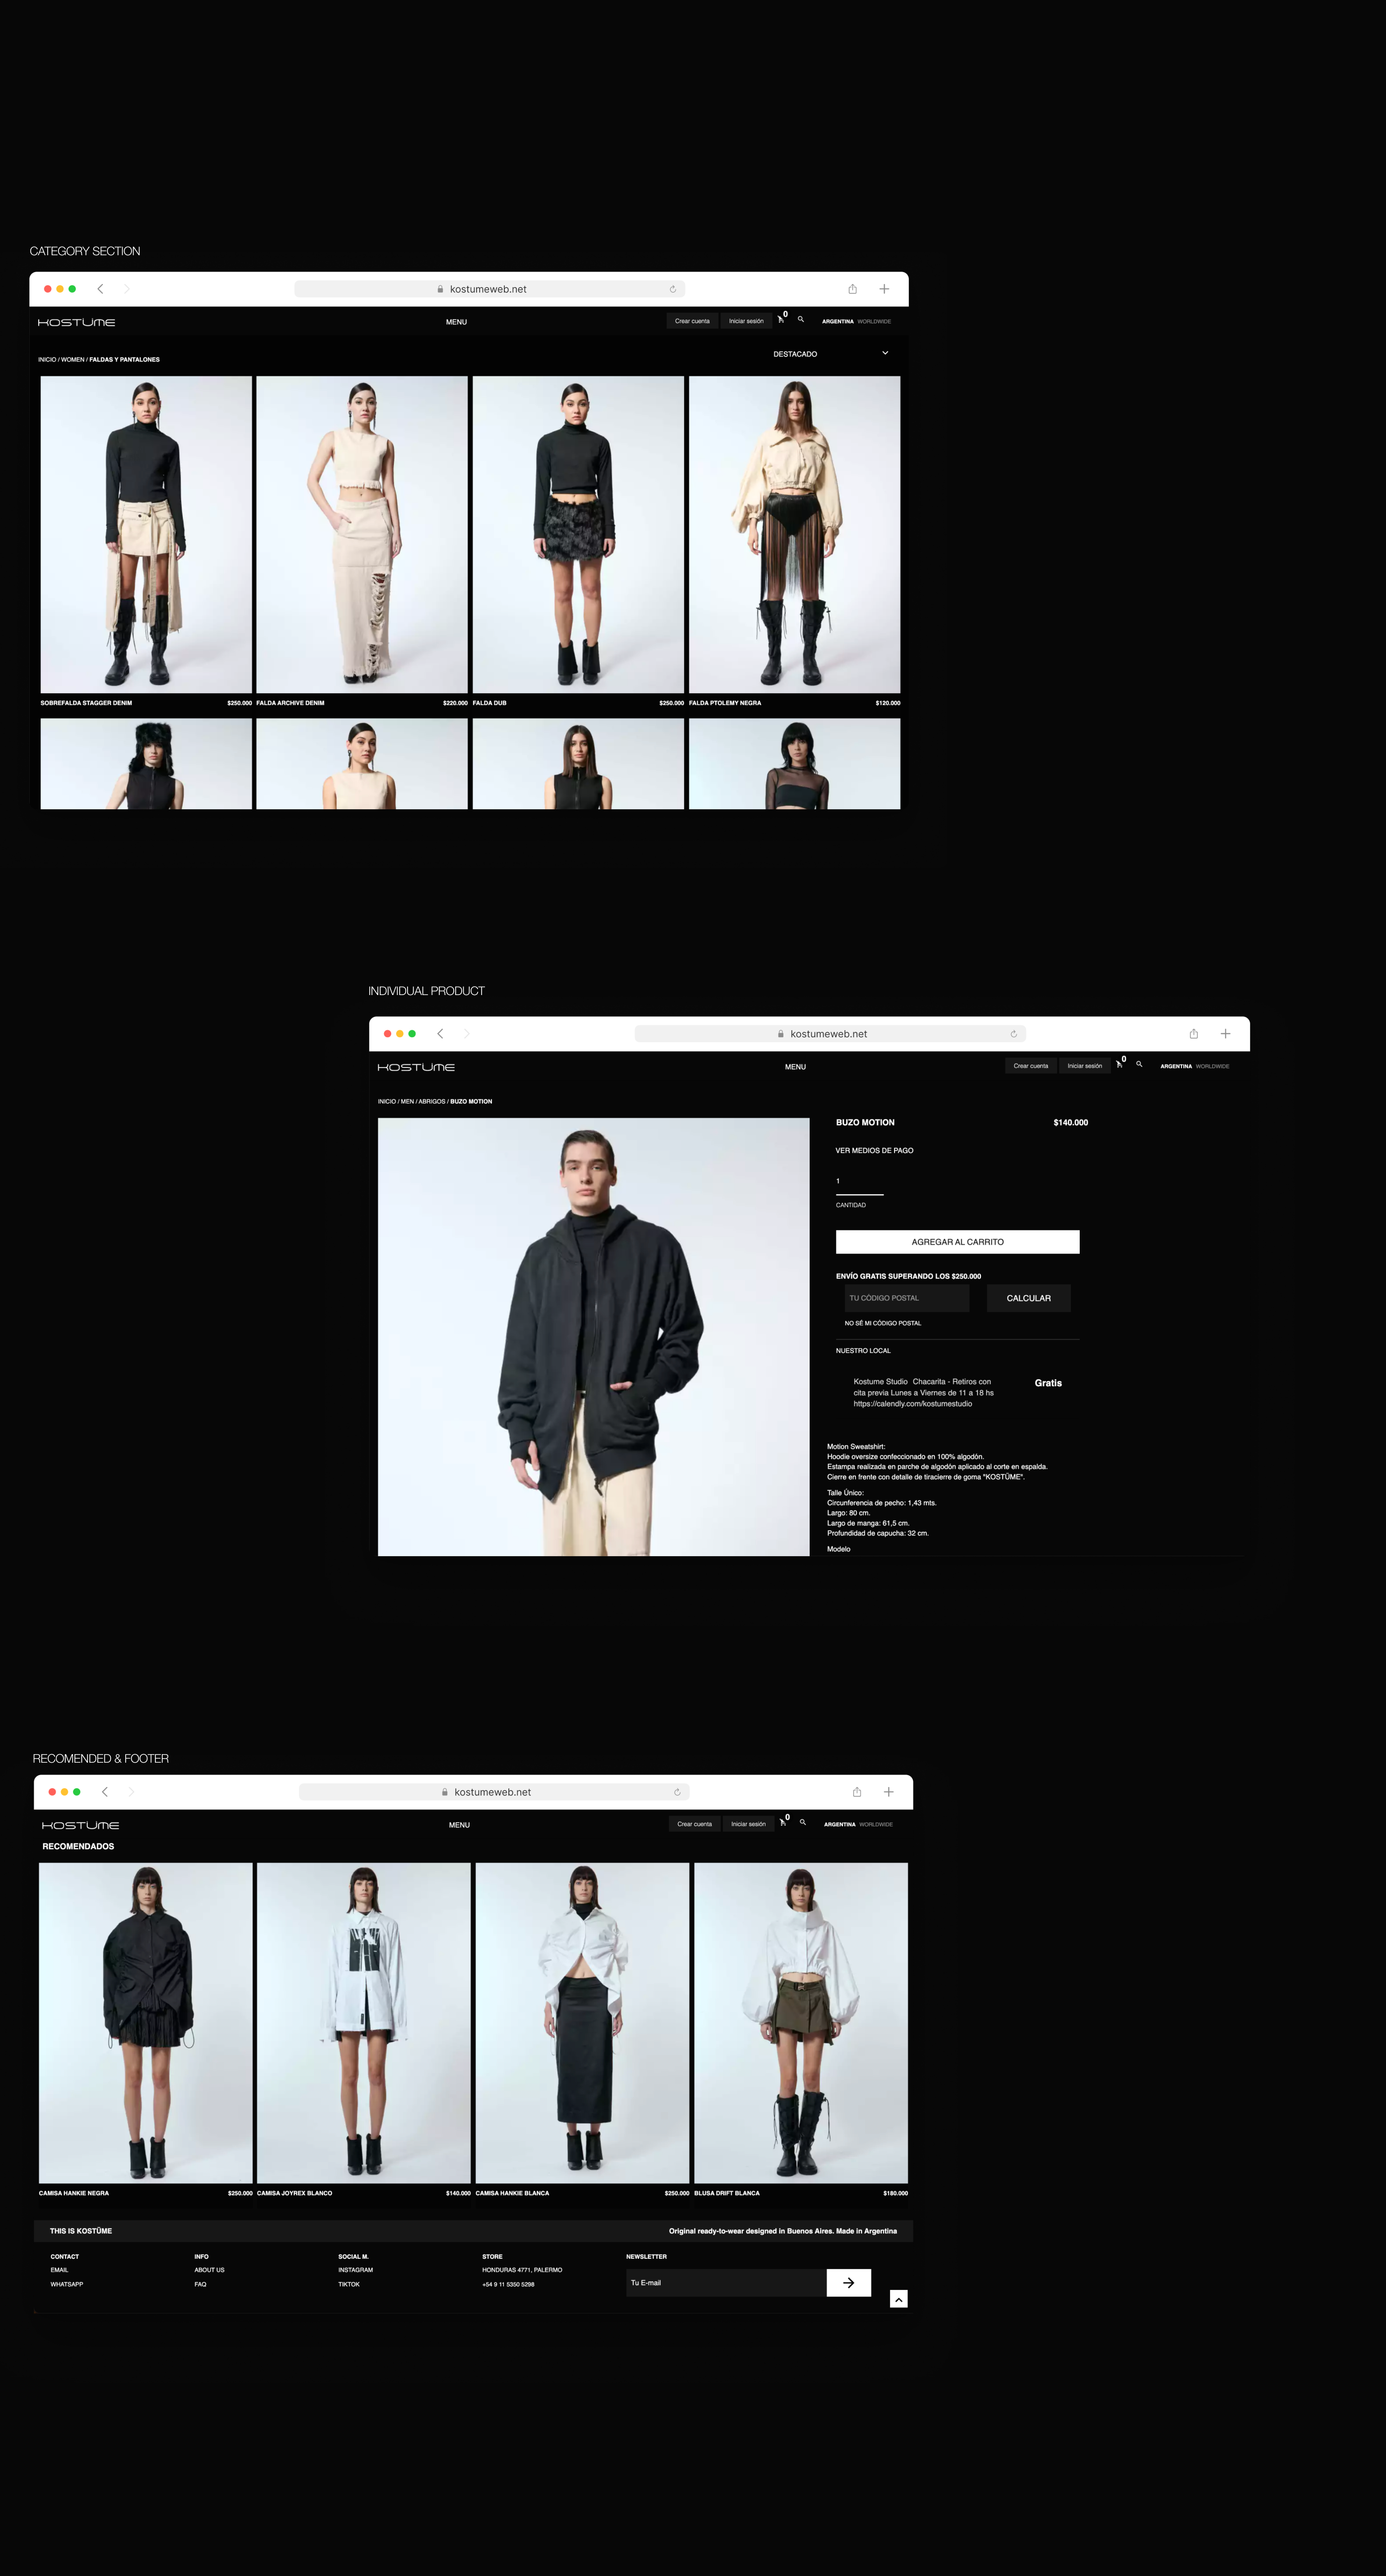 CATEGORY SECTION
kostumeweb.net
KOSTÜME
MENU
Crear cuenta
Iniciar sesión
0
ARGENTINA WORLDWIDE
INICIO / WOMEN / FALDAS Y PANTALONES
DESTACADO
SOBREFALDA STAGGER DENIM $250.000
FALDA ARCHIVE DENIM $220.000
FALDA DUB $250.000
FALDA PTOLEMY NEGRA $120.000
INDIVIDUAL PRODUCT
kostumeweb.net
KOSTÜME
MENU
Crear cuenta
Iniciar sesión
0
ARGENTINA WORLDWIDE
INICIO / MEN / ABRIGOS / BUZO MOTION
BUZO MOTION $140.000
VER MEDIOS DE PAGO
1
CANTIDAD
AGREGAR AL CARRITO
ENVÍO GRATIS SUPERANDO LOS $250.000
TU CÓDIGO POSTAL
CALCULAR
NO SÉ MI CÓDIGO POSTAL
NUESTRO LOCAL
Kostume Studio Chacarita - Retiros con
cita previa Lunes a Viernes de 11 a 18 hs
https://calendly.com/kostumestudio
Gratis
Motion Sweatshirt:
Hoodie oversize confeccionado en 100% algodón.
Estampa realizada en parche de algodón aplicado al corte en espalda.
Cierre en frente con detalle de tiracierre de goma "KOSTÜME".
Talle Único:
Circunferencia de pecho: 1,43 mts.
Largo: 80 cm.
Largo de manga: 61,5 cm.
Profundidad de capucha: 32 cm.
Modelo
RECOMENDED & FOOTER
kostumeweb.net
KOSTÜME
MENU
Crear cuenta
Iniciar sesión
0
ARGENTINA WORLDWIDE
RECOMENDADOS
CAMISA HANKIE NEGRA $250.000
CAMISA JOYREX BLANCO $140.000
CAMISA HANKIE BLANCA $250.000
BLUSA DRIFT BLANCA $180.000
THIS IS KOSTÜME
Original ready-to-wear designed in Buenos Aires. Made in Argentina
CONTACT
EMAIL
WHATSAPP
INFO
ABOUT US
FAQ
SOCIAL M.
INSTAGRAM
TIKTOK
STORE
HONDURAS 4771, PALERMO
+54 9 11 5350 5298
NEWSLETTER
Tu E-mail